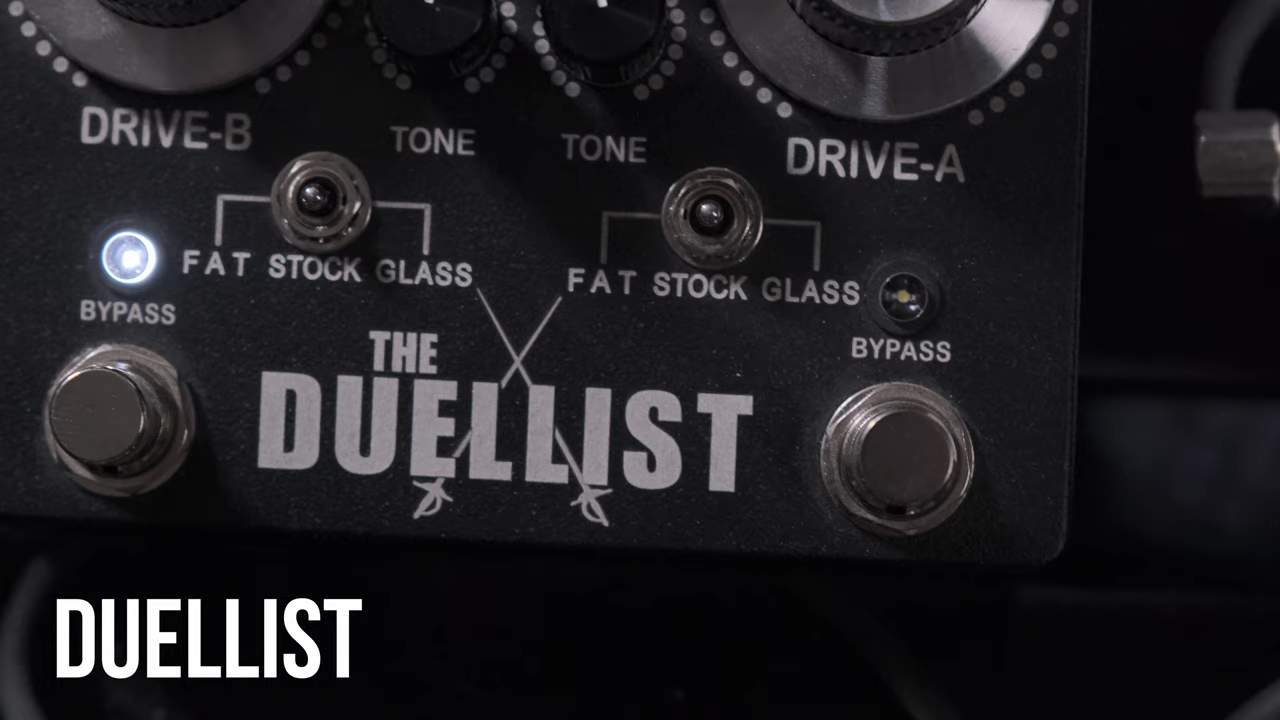 DRIVE-B TONE TONE DRIVE-A
FAT STOCK GLASS FAT STOCK GLASS
BYPASS BYPASS
THE
DUELLIST
DUELLIST